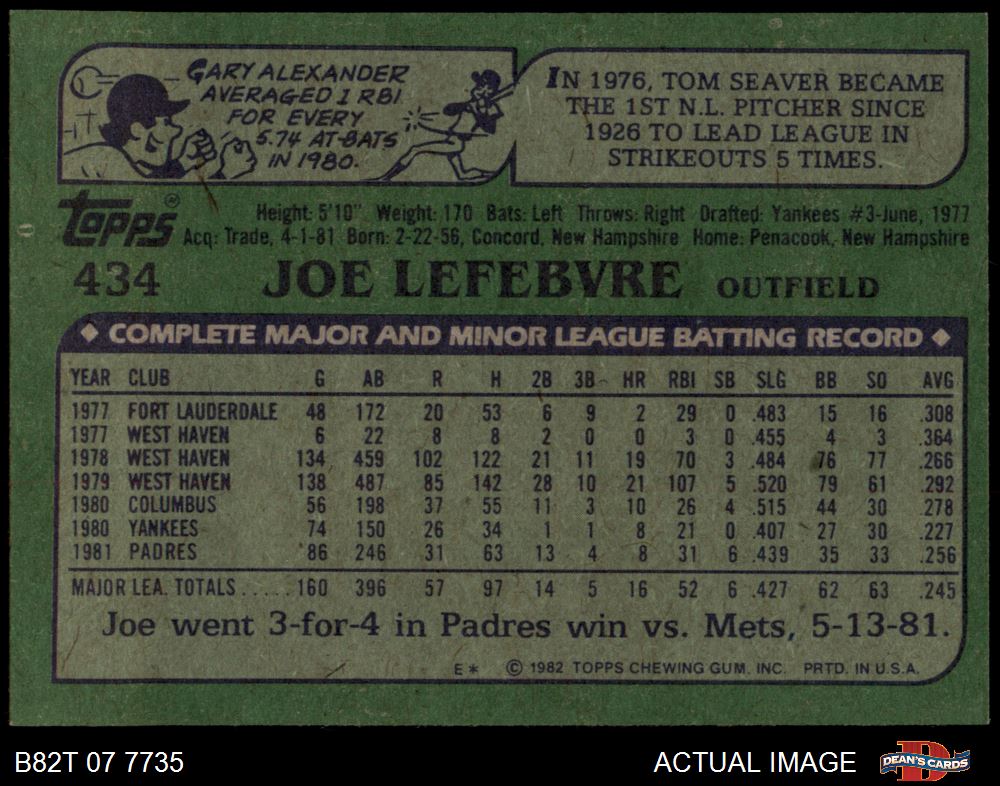 GARY ALEXANDER
AVERAGED 1 RBI
FOR EVERY
5.74 AT-BATS
IN 1980.
IN 1976, TOM SEAVER BECAME
THE 1ST N.L. PITCHER SINCE
1926 TO LEAD LEAGUE IN
STRIKEOUTS 5 TIMES.
topps®
Height: 5'10" Weight: 170 Bats: Left Throws: Right Drafted: Yankees #3-June, 1977
Acq: Trade, 4-1-81 Born: 2-22-56, Concord, New Hampshire Home: Penacook, New Hampshire
434 JOE LEFEBVRE OUTFIELD
◆ COMPLETE MAJOR AND MINOR LEAGUE BATTING RECORD ◆
YEAR CLUB G AB R H 2B 3B HR RBI SB SLG BB SO AVG
1977 FORT LAUDERDALE 48 172 20 53 6 9 2 29 0 .483 15 16 .308
1977 WEST HAVEN 6 22 8 8 2 0 0 3 0 .455 4 3 .364
1978 WEST HAVEN 134 459 102 122 21 11 19 70 3 .484 76 77 .266
1979 WEST HAVEN 138 487 85 142 28 10 21 107 5 .520 79 61 .292
1980 COLUMBUS 56 198 37 55 11 3 10 26 4 .515 44 30 .278
1980 YANKEES 74 150 26 34 1 1 8 21 0 .407 27 30 .227
1981 PADRES 86 246 31 63 13 4 8 31 6 .439 35 33 .256
MAJOR LEA. TOTALS.....160 396 57 97 14 5 16 52 6 .427 62 63 .245
Joe went 3-for-4 in Padres win vs. Mets, 5-13-81.
E* © 1982 TOPPS CHEWING GUM, INC. PRTD. IN U.S.A.
B82T 07 7735
ACTUAL IMAGE
DEAN'S CARDS